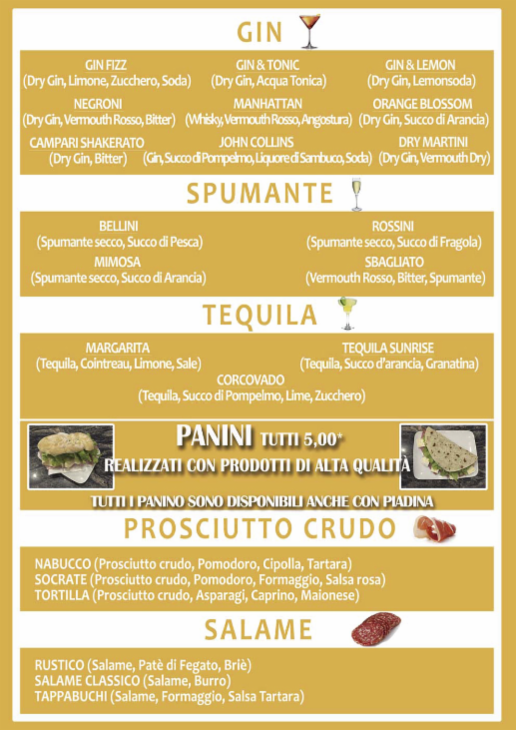 GIN
GIN FIZZ
(Dry Gin, Limone, Zucchero, Soda)
GIN & TONIC
(Dry Gin, Acqua Tonica)
GIN & LEMON
(Dry Gin, Lemonsoda)
NEGRONI
(Dry Gin, Vermouth Rosso, Bitter)
MANHATTAN
(Whisky, Vermouth Rosso, Angostura)
ORANGE BLOSSOM
(Dry Gin, Succo di Arancia)
CAMPARI SHAKERATO
(Dry Gin, Bitter)
JOHN COLLINS
(Gin, Succo di Pompelmo, Liquore di Sambuco, Soda)
DRY MARTINI
(Dry Gin, Vermouth Dry)
SPUMANTE
BELLINI
(Spumante secco, Succo di Pesca)
ROSSINI
(Spumante secco, Succo di Fragola)
MIMOSA
(Spumante secco, Succo di Arancia)
SBAGLIATO
(Vermouth Rosso, Bitter, Spumante)
TEQUILA
MARGARITA
(Tequila, Cointreau, Limone, Sale)
TEQUILA SUNRISE
(Tequila, Succo d'arancia, Granatina)
CORCOVADO
(Tequila, Succo di Pompelmo, Lime, Zucchero)
PANINI TUTTI 5,00*
REALIZZATI CON PRODOTTI DI ALTA QUALITÀ
TUTTI I PANINO SONO DISPONIBILI ANCHE CON PIADINA
PROSCIUTTO CRUDO
NABUCCO (Prosciutto crudo, Pomodoro, Cipolla, Tartara)
SOCRATE (Prosciutto crudo, Pomodoro, Formaggio, Salsa rosa)
TORTILLA (Prosciutto crudo, Asparagi, Caprino, Maionese)
SALAME
RUSTICO (Salame, Patè di Fegato, Briè)
SALAME CLASSICO (Salame, Burro)
TAPPABUCHI (Salame, Formaggio, Salsa Tartara)